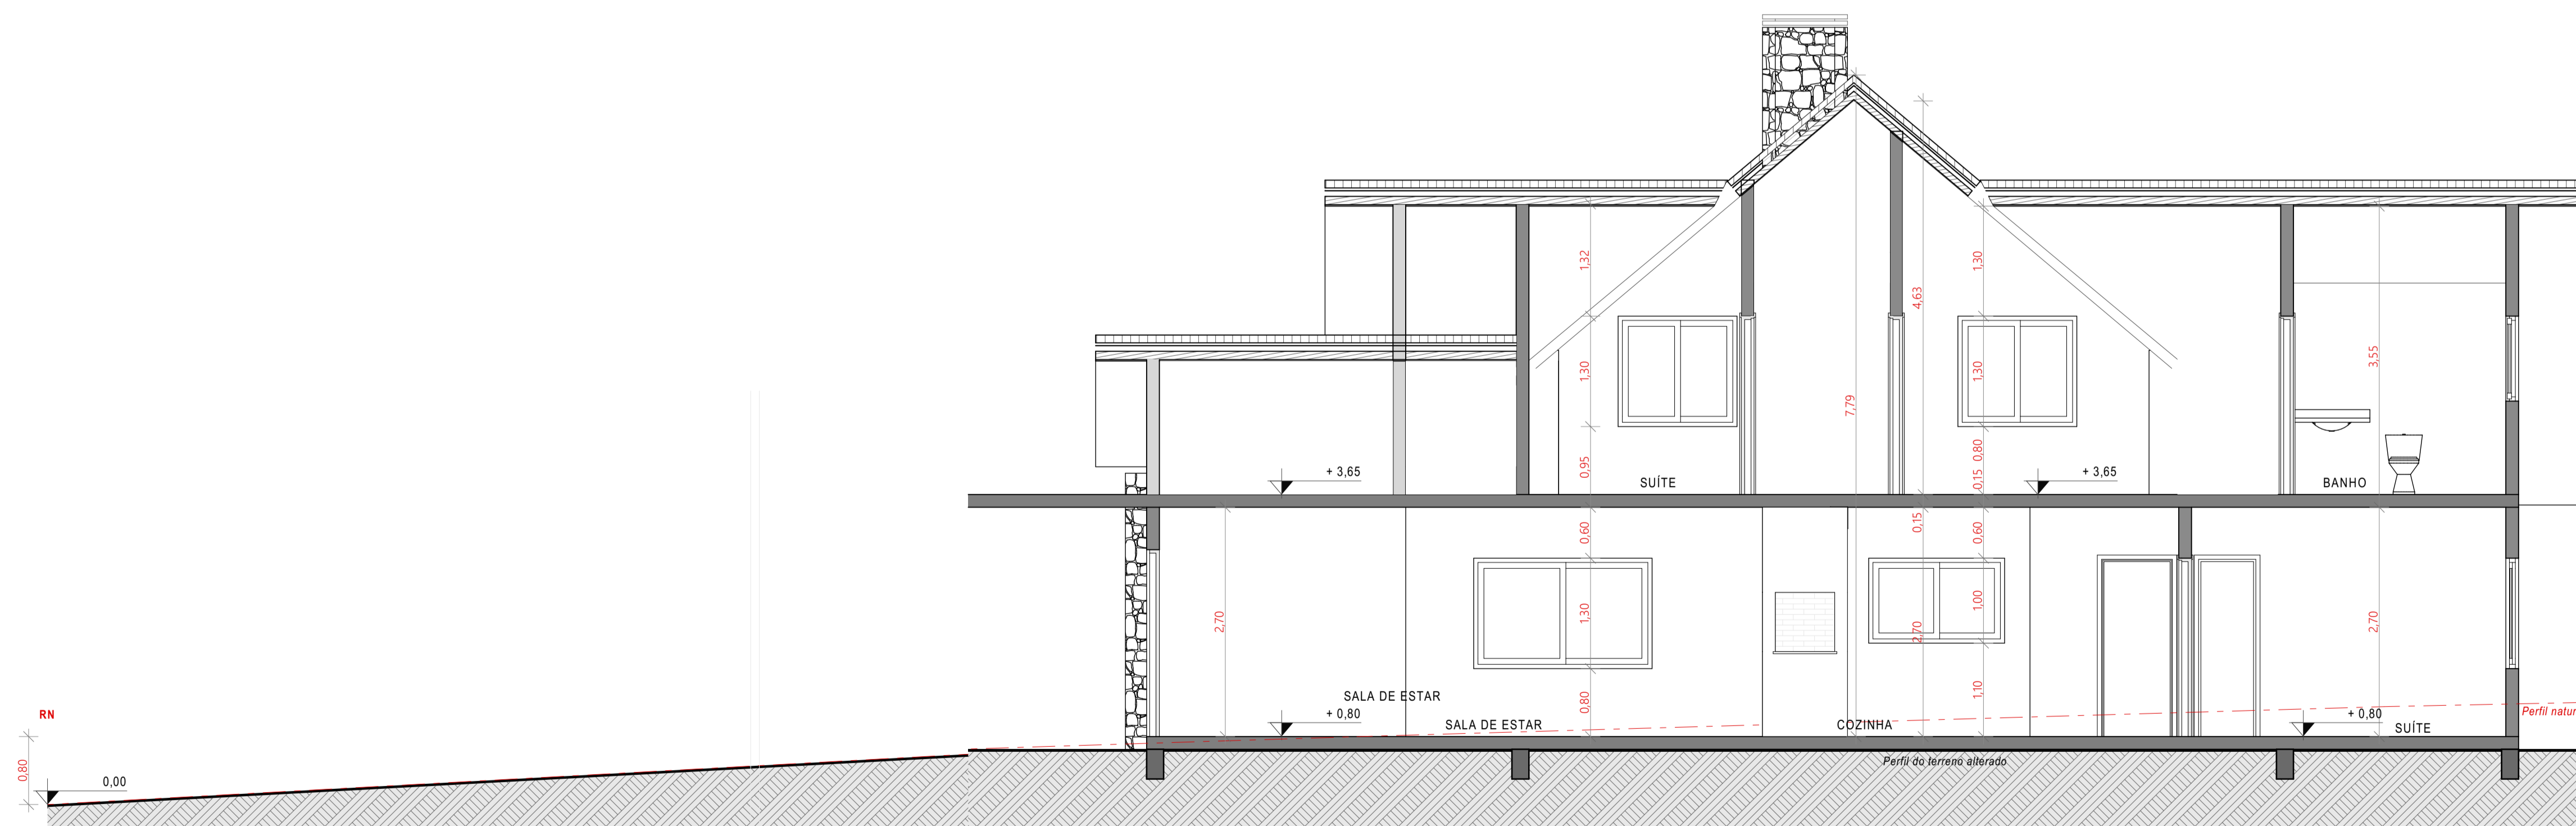 1,32
1,30
4,63
1,30
1,30
3,55
7,79
0,95
0,80
0,15
+ 3,65
SUÍTE
+ 3,65
BANHO
0,60
0,15
0,60
2,70
1,30
1,00
2,70
2,70
0,80
1,10
SALA DE ESTAR
+ 0,80
SALA DE ESTAR
COZINHA
+ 0,80
SUÍTE
Perfil natur
RN
0,80
0,00
Perfil do terreno alterado